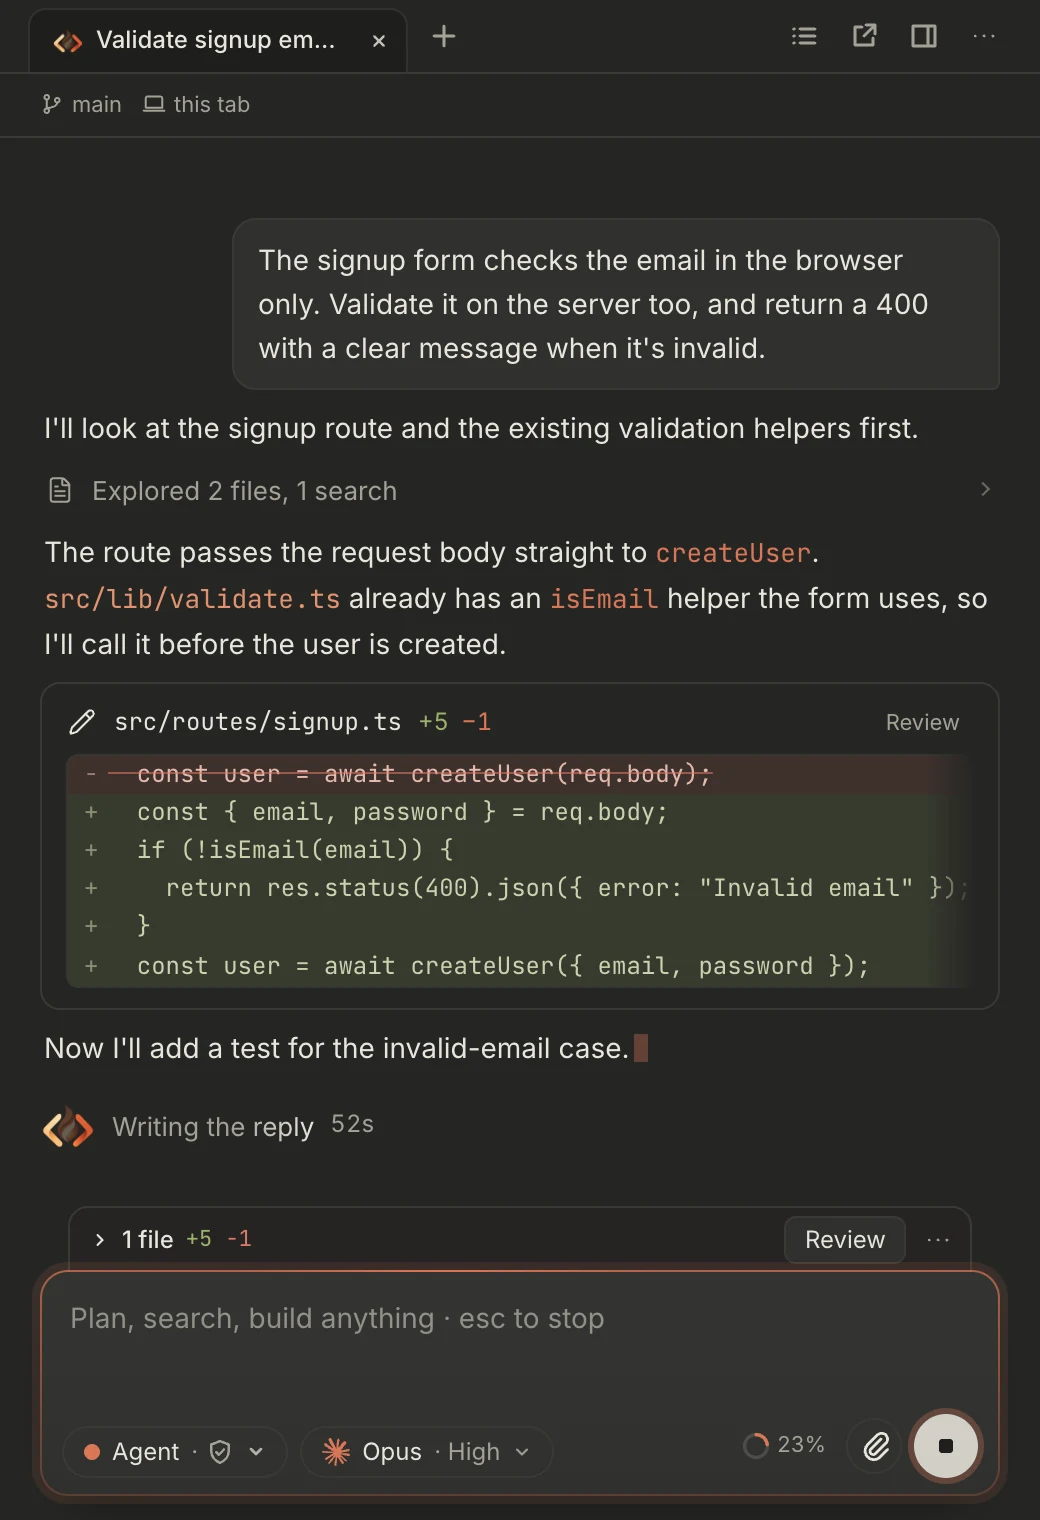 Validate signup em... ×  +
main  this tab
The signup form checks the email in the browser
only. Validate it on the server too, and return a 400
with a clear message when it's invalid.
I'll look at the signup route and the existing validation helpers first.
Explored 2 files, 1 search
The route passes the request body straight to createUser.
src/lib/validate.ts already has an isEmail helper the form uses, so
I'll call it before the user is created.
src/routes/signup.ts +5 −1 Review
- const user = await createUser(req.body);
+ const { email, password } = req.body;
+ if (!isEmail(email)) {
+   return res.status(400).json({ error: "Invalid email" });
+ }
+ const user = await createUser({ email, password });
Now I'll add a test for the invalid-email case.
Writing the reply 52s
1 file +5 -1 Review ...
Plan, search, build anything · esc to stop
Agent ·  Opus · High  23%